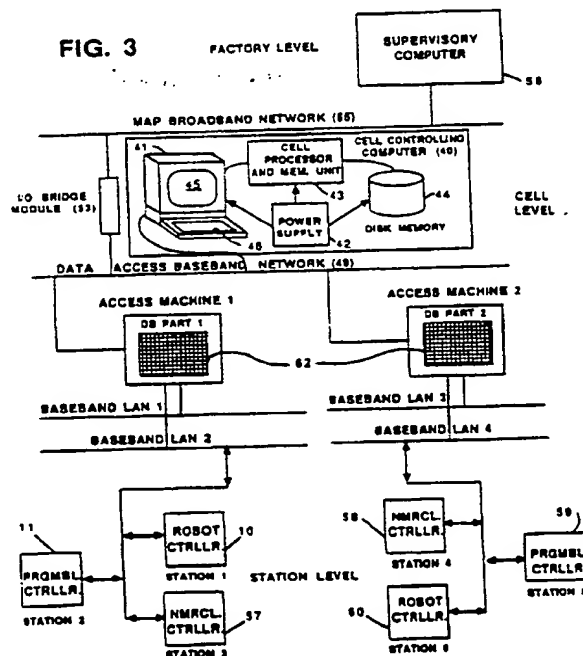 FIG. 3
FACTORY LEVEL
SUPERVISORY
COMPUTER
MAP BROADBAND NETWORK (55)
41
CELL
PROCESSOR
AND MEM. UNIT
CELL CONTROLLING
COMPUTER (40)
45
43
44
I/O BRIDGE
MODULE (53)
POWER
SUPPLY
42
DISK MEMORY
CELL
LEVEL
46
DATA ACCESS BASEBAND NETWORK (49)
ACCESS MACHINE 1
ACCESS MACHINE 2
DB PART 1
DB PART 2
62
BASEBAND LAN 1
BASEBAND LAN 3
BASEBAND LAN 2
BASEBAND LAN 4
11
ROBOT
CTRLLR.
10
STATION 1
58
NMRCL.
CTRLLR.
STATION 4
59
PRGMBL
CTRLLR.
STATION 2
STATION LEVEL
PRGMBL
CTRLLR.
STATION
NMRCL.
CTRLLR.
57
STATION 3
60
ROBOT
CTRLLR.
STATION 6